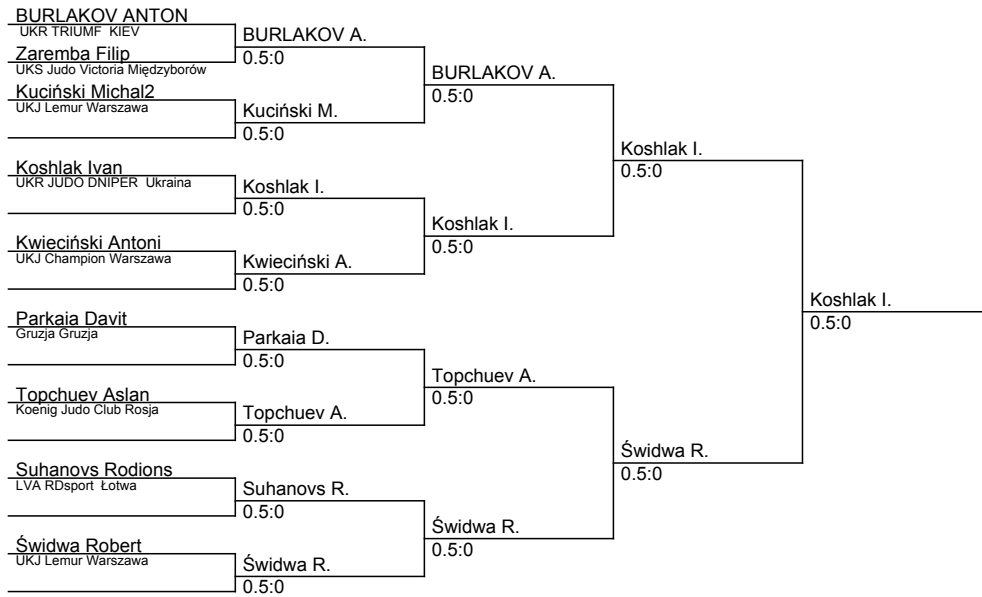 BURLAKOV ANTON
UKR TRIUMF  KIEV
Zaremba Filip
UKS Judo Victoria Międzyborów
Kuciński Michal2
UKJ Lemur Warszawa
Koshlak Ivan
UKR JUDO DNIPER  Ukraina
Kwieciński Antoni
UKJ Champion Warszawa
Parkaia Davit
Gruzja Gruzja
Topchuev Aslan
Koenig Judo Club Rosja
Suhanovs Rodions
LVA RDsport  Łotwa
Świdwa Robert
UKJ Lemur Warszawa
BURLAKOV A.
0.5:0
Kuciński M.
0.5:0
Koshlak I.
0.5:0
Kwieciński A.
0.5:0
Parkaia D.
0.5:0
Topchuev A.
0.5:0
Suhanovs R.
0.5:0
Świdwa R.
0.5:0
BURLAKOV A.
0.5:0
Koshlak I.
0.5:0
Topchuev A.
0.5:0
Świdwa R.
0.5:0
Koshlak I.
0.5:0
Świdwa R.
0.5:0
Koshlak I.
0.5:0